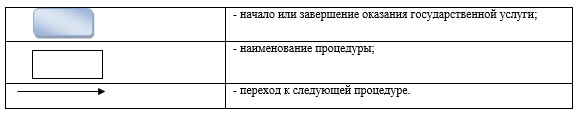 - начало или завершение оказания государственной услуги;
- наименование процедуры;
- переход к следующей процедуре.